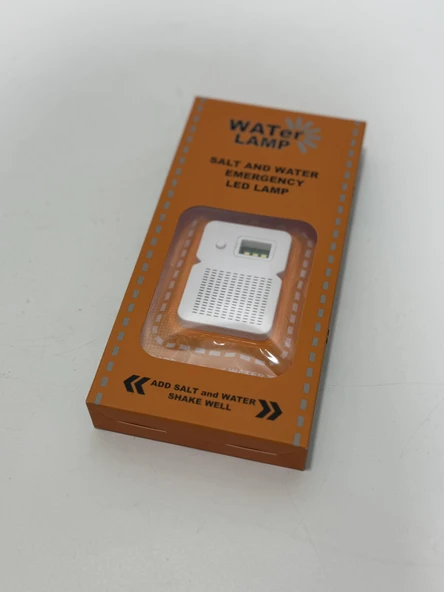 WATer
LAMP
SALT AND WATER
EMERGENCY
LED LAMP
ADD SALT and WATER
SHAKE WELL